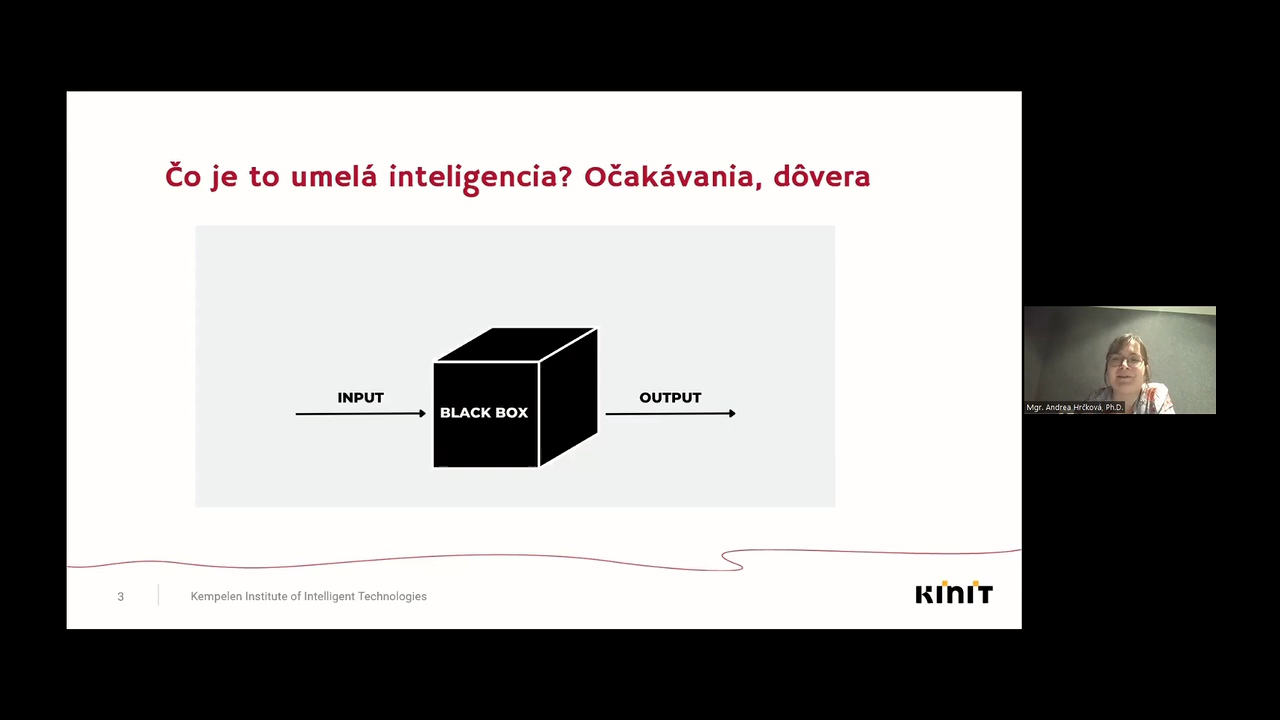 Čo je to umelá inteligencia? Očakávania, dôvera
INPUT
BLACK BOX
OUTPUT
Mgr. Andrea Hrčková, Ph.D.
3
Kempelen Institute of Intelligent Technologies
KINIT